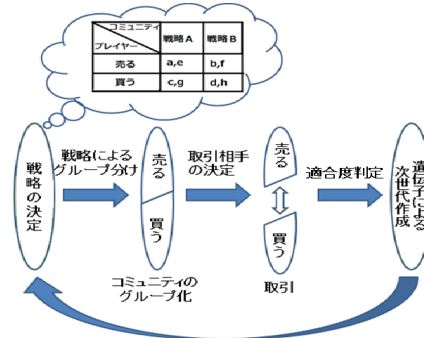 コミュニティ
プレイヤー
戦略A
戦略B
売る
a,e
b,f
買う
c,g
d,h
戦略の決定
戦略による
グループ分け
売る
買う
コミュニティの
グループ化
取引相手
の決定
売る
買う
取引
適合度判定
遺伝子による
次世代作成